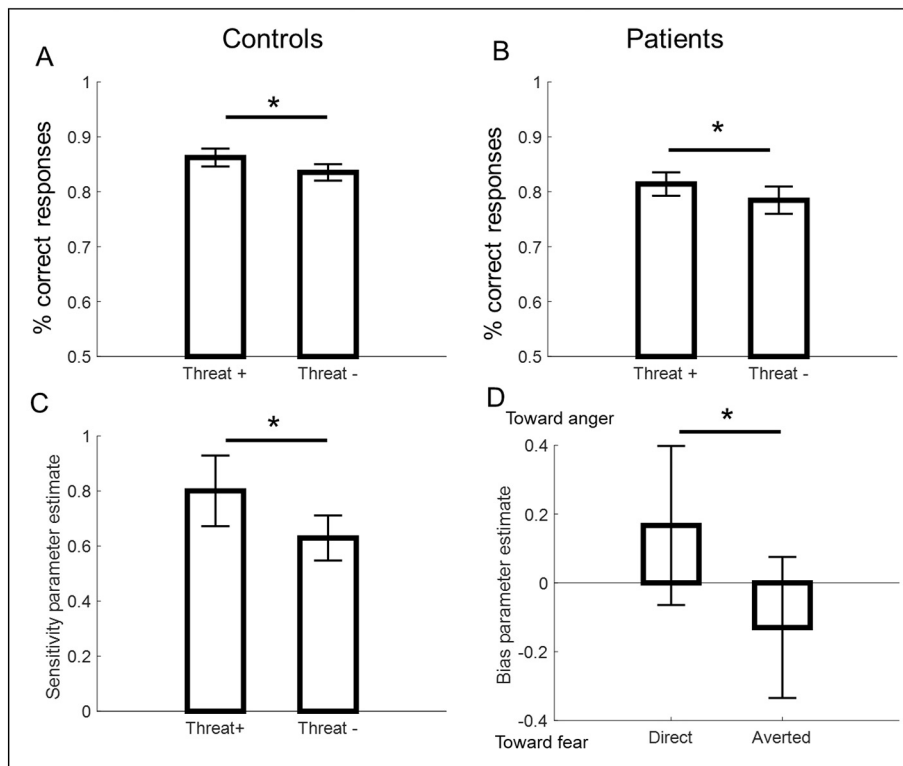 Controls
Patients
A
% correct responses
1
0.9
0.8
0.7
0.6
0.5
*
Threat +
Threat -
B
% correct responses
1
0.9
0.8
0.7
0.6
0.5
*
Threat +
Threat -
C
Sensitivity parameter estimate
1
0.8
0.6
0.4
0.2
0
*
Threat+
Threat -
D
Toward anger
Bias parameter estimate
0.4
0.2
0
-0.2
-0.4
*
Toward fear
Direct
Averted